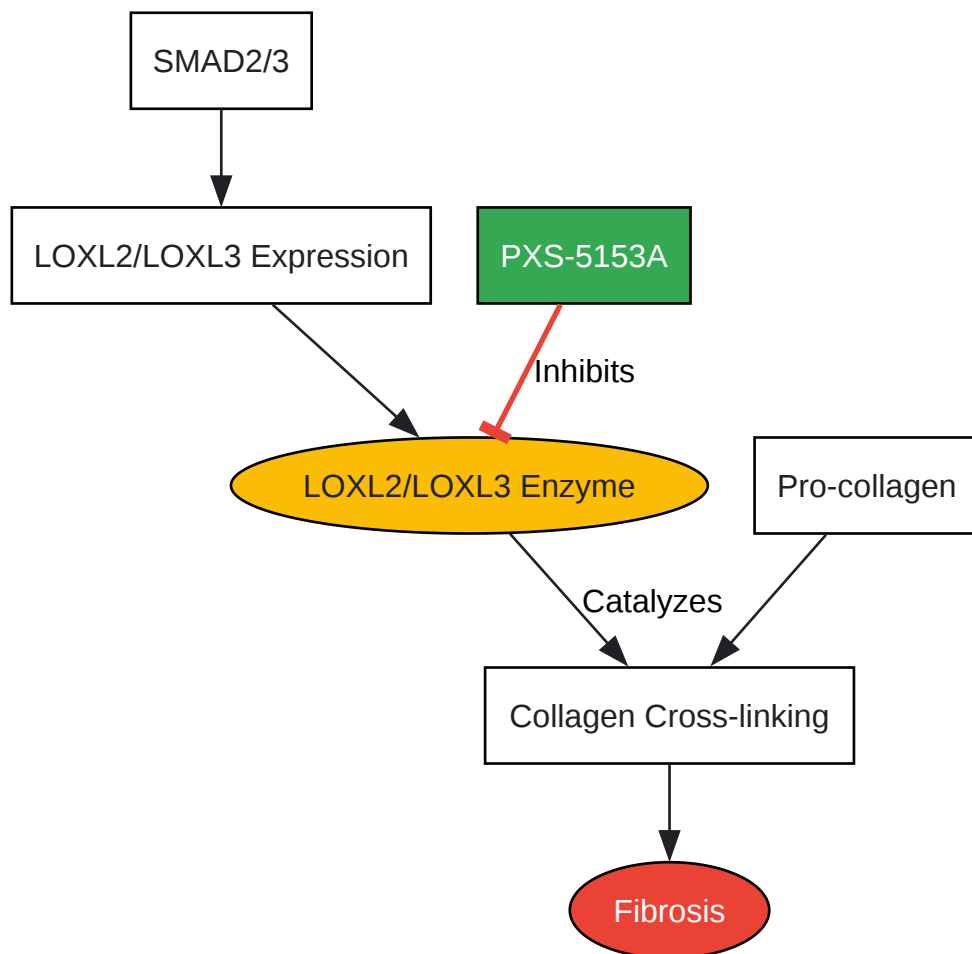 SMAD2/3
LOXL2/LOXL3 Expression
PXS-5153A
Inhibits
LOXL2/LOXL3 Enzyme
Pro-collagen
Catalyzes
Collagen Cross-linking
Fibrosis